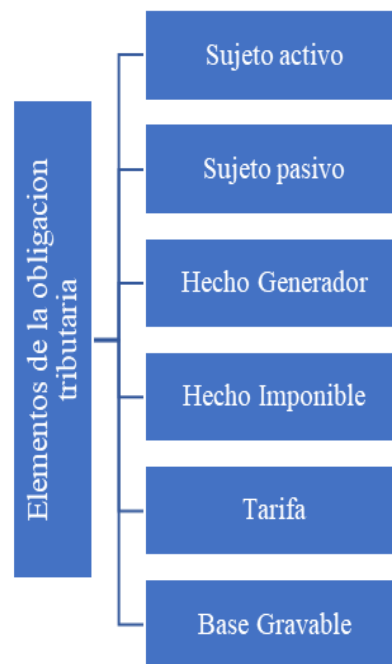 Elementos de la obligacion
tributaria
Sujeto activo
Sujeto pasivo
Hecho Generador
Hecho Imponible
Tarifa
Base Gravable